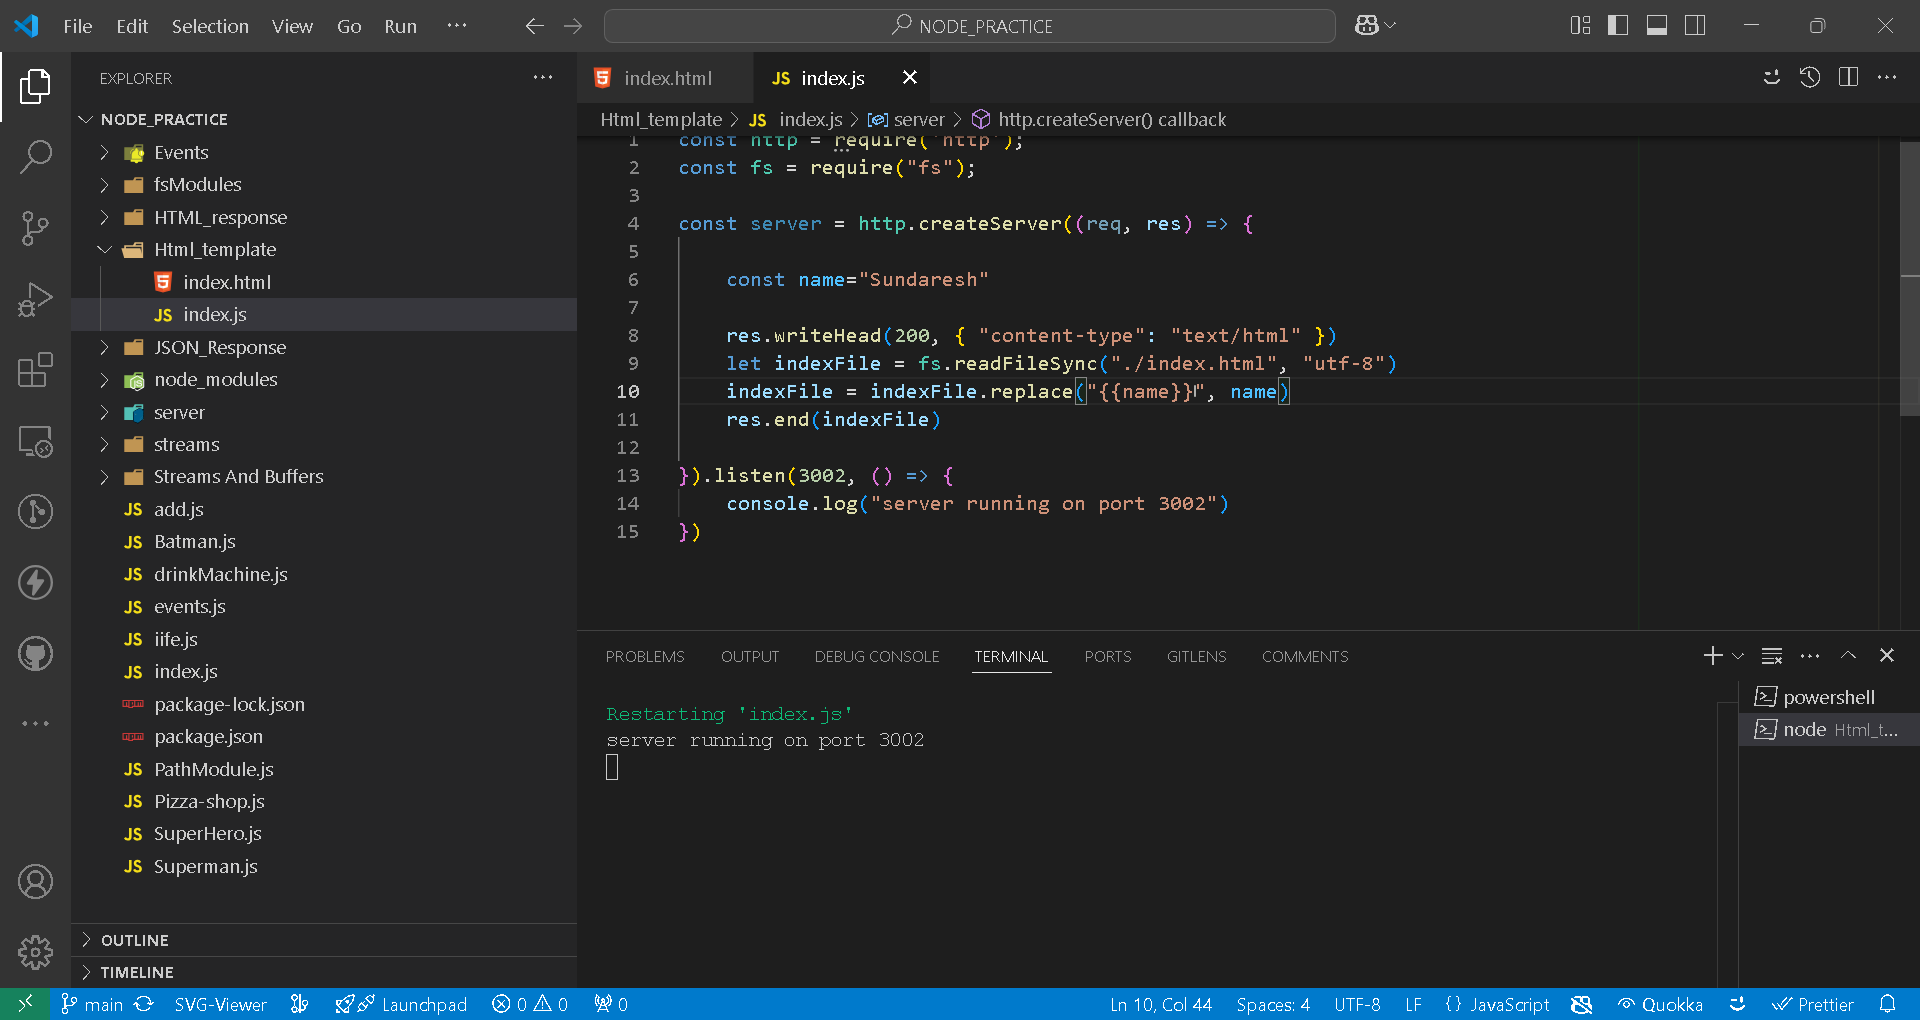 File Edit Selection View Go Run ···
NODE_PRACTICE
EXPLORER
NODE_PRACTICE
Events
fsModules
HTML_response
Html_template
index.html
JS index.js
JSON_Response
node_modules
server
streams
Streams And Buffers
JS add.js
JS Batman.js
JS drinkMachine.js
JS events.js
JS iife.js
JS index.js
package-lock.json
package.json
JS PathModule.js
JS Pizza-shop.js
JS SuperHero.js
JS Superman.js
OUTLINE
TIMELINE
index.html
JS index.js
Html_template > JS index.js > server > http.createServer() callback
1 const http = require("http");
2 const fs = require("fs");
3
4 const server = http.createServer((req, res) => {
5
6     const name="Sundaresh"
7
8     res.writeHead(200, { "content-type": "text/html" })
9     let indexFile = fs.readFileSync("./index.html", "utf-8")
10     indexFile = indexFile.replace("{{name}}", name)
11     res.end(indexFile)
12
13 }).listen(3002, () => {
14     console.log("server running on port 3002")
15 })
PROBLEMS OUTPUT DEBUG CONSOLE TERMINAL PORTS GITLENS COMMENTS
Restarting 'index.js'
server running on port 3002
powershell
node Html_t...
main SVG-Viewer Launchpad 0 0 0
Ln 10, Col 44 Spaces: 4 UTF-8 LF {} JavaScript Quokka Prettier